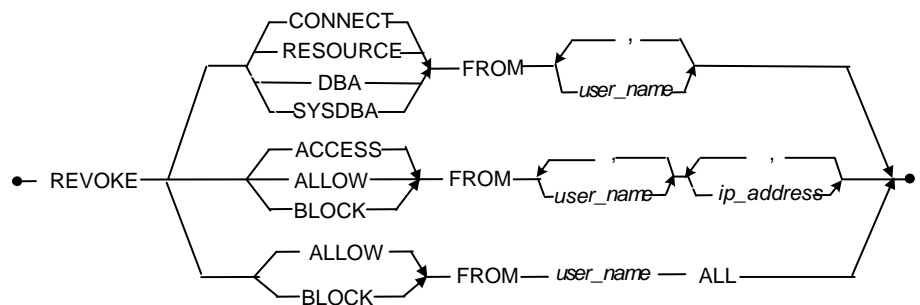 CONNECT
RESOURCE
DBA
SYSDBA
FROM
,
user_name
REVOKE
ACCESS
ALLOW
BLOCK
FROM
,
user_name
,
ip_address
ALLOW
BLOCK
FROM
user_name
ALL